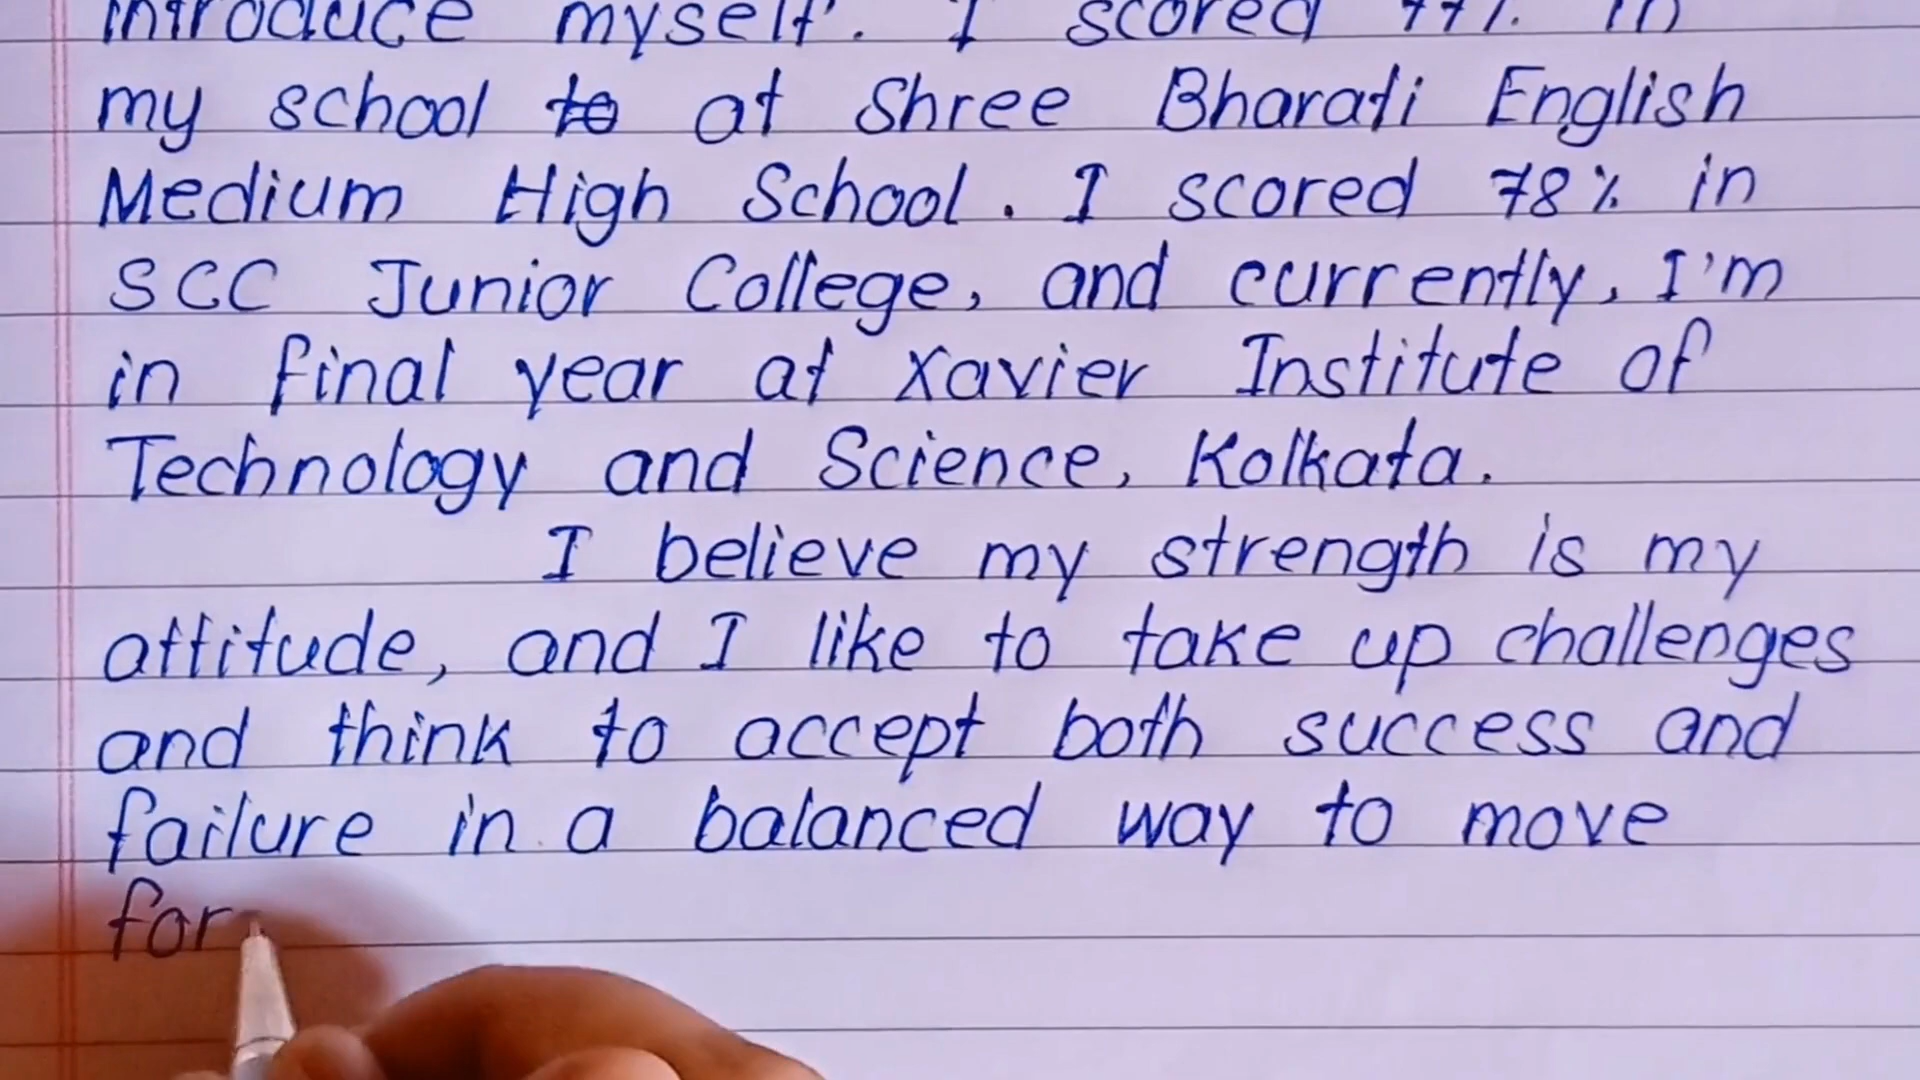 introduce myself. I scored 77% in
my school to at Shree Bharati English
Medium High School. I scored 78% in
SCC Junior College, and currently, I'm
in final year at Xavier Institute of
Technology and Science, Kolkata.
I believe my strength is my
attitude, and I like to take up challenges
and think to accept both success and
failure in a balanced way to move
for